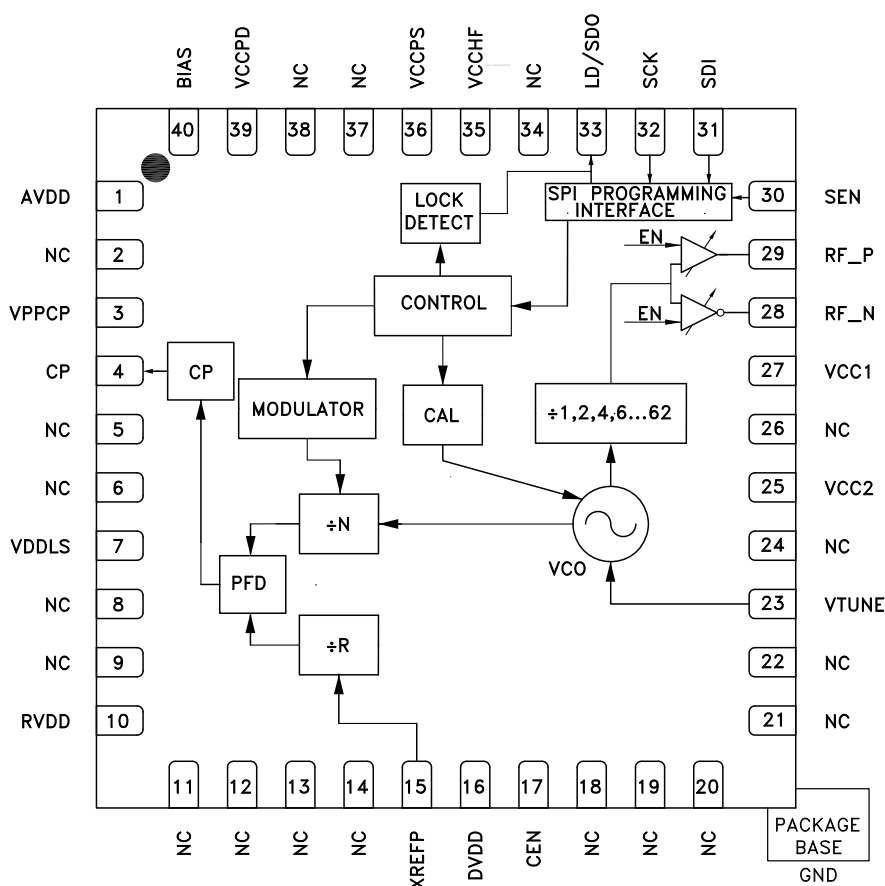 BIAS
VCCPD
NC
NC
VCCPS
VCCHF
NC
LD/SDO
SCK
SDI
40
39
38
37
36
35
34
33
32
31
AVDD 1
NC 2
VPPCP 3
CP 4
NC 5
NC 6
VDDLS 7
NC 8
NC 9
RVDD 10
LOCK
DETECT
SPI PROGRAMMING
INTERFACE
CONTROL
EN
EN
CP
MODULATOR
CAL
÷1,2,4,6...62
÷N
VCO
PFD
÷R
30 SEN
29 RF_P
28 RF_N
27 VCC1
26 NC
25 VCC2
24 NC
23 VTUNE
22 NC
21 NC
11
12
13
14
15
16
17
18
19
20
NC
NC
NC
NC
XREFP
DVDD
CEN
NC
NC
NC
PACKAGE
BASE
GND